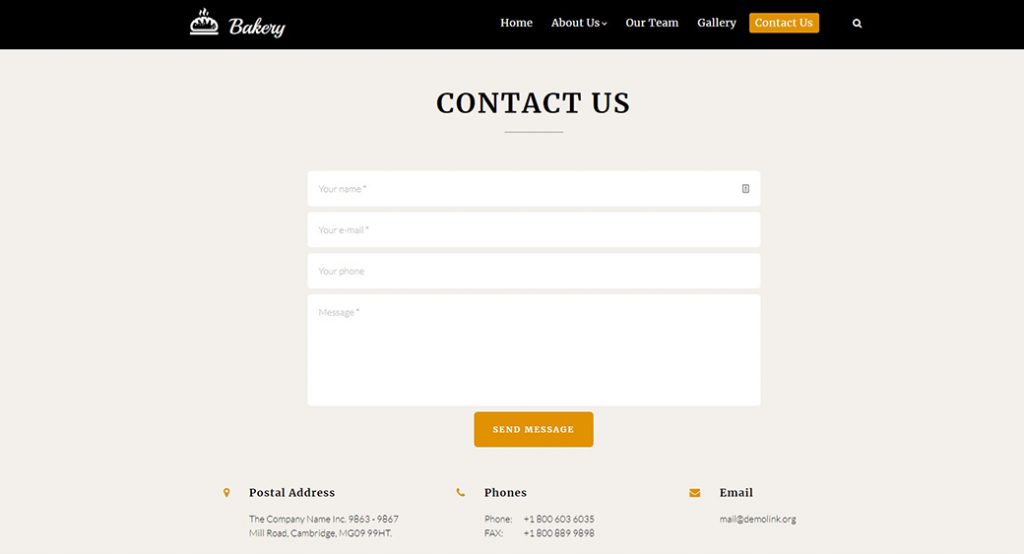 Bakery
Home About Us Our Team Gallery Contact Us
CONTACT US
Your name *
Your e-mail *
Your phone
Message *
SEND MESSAGE
Postal Address
The Company Name Inc. 9863 - 9867
Mill Road, Cambridge, MG09 99HT.
Phones
Phone: +1 800 603 6035
FAX: +1 800 889 9898
Email
mail@demolink.org